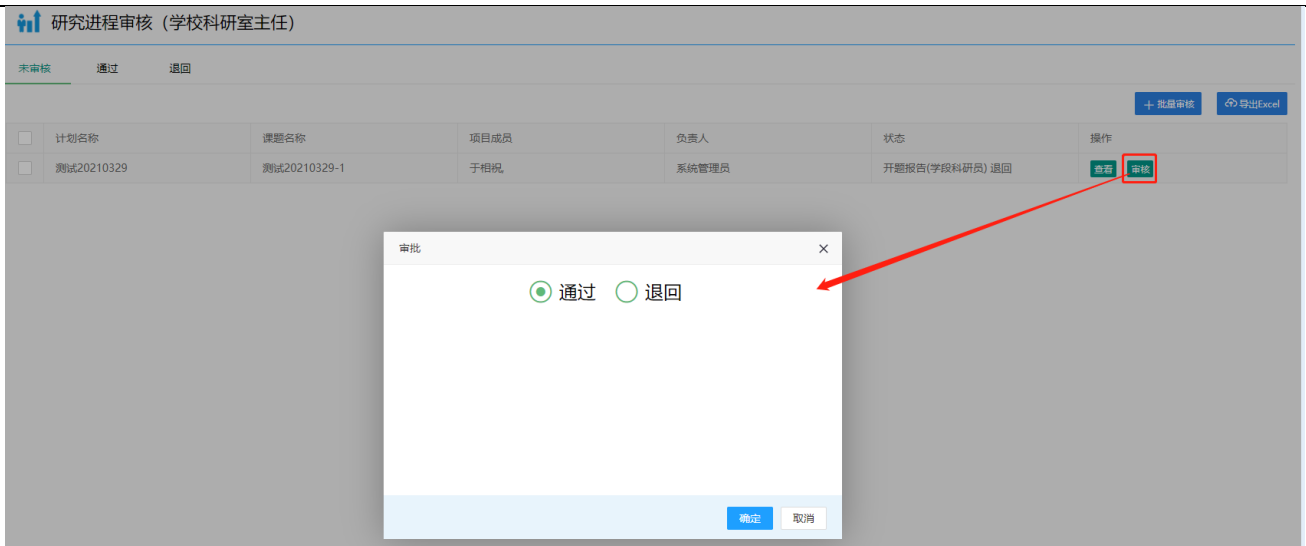 研究进程审核（学校科研室主任）
未审核 通过 退回
+ 批量审核 导出Excel
计划名称 课题名称 项目成员 负责人 状态 操作
测试20210329 测试20210329-1 于相祝 系统管理员 开题报告(学段科研员) 退回 查看 审核
审批 ×
通过 退回
确定 取消